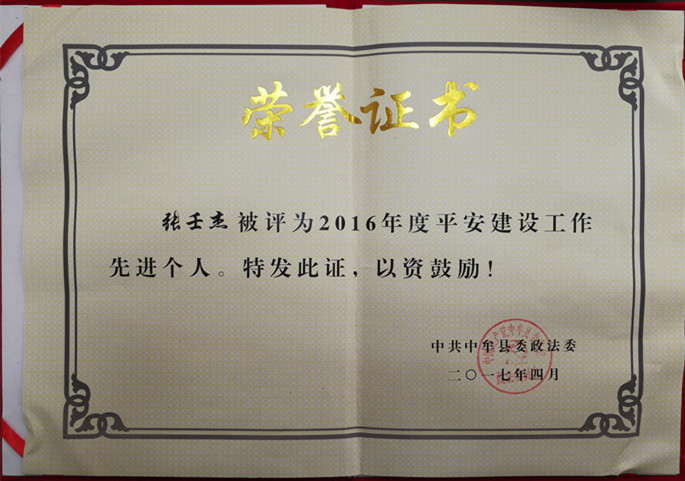 荣誉证书
张壬杰被评为2016年度平安建设工作
先进个人。特发此证，以资鼓励！
中共中牟县委政法委
二〇一七年四月